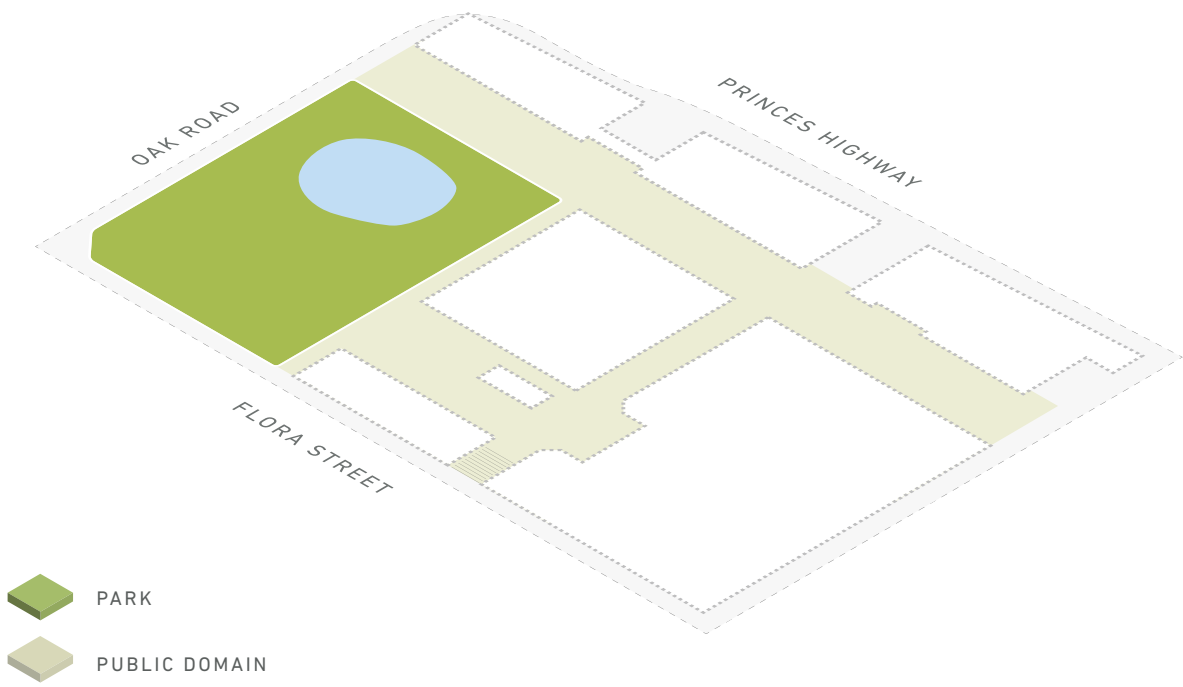 PRINCES HIGHWAY
OAK ROAD
FLORA STREET
PARK
PUBLIC DOMAIN